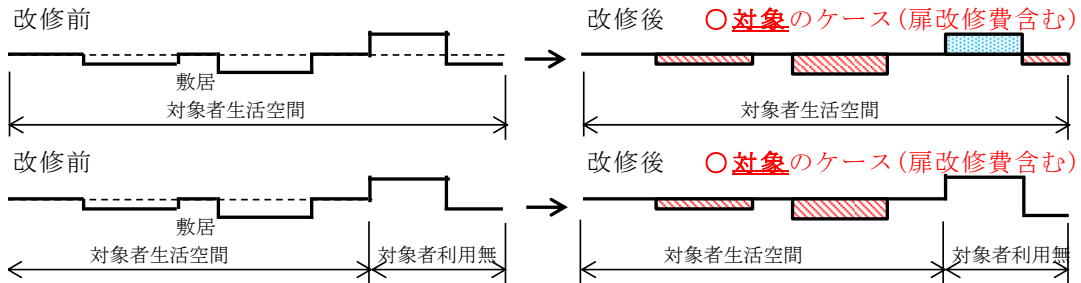 改修前
改修後 ○対象のケース(扉改修費含む)
敷居
対象者生活空間
対象者生活空間
改修前
改修後 ○対象のケース(扉改修費含む)
敷居
対象者生活空間 対象者利用無
対象者生活空間 対象者利用無